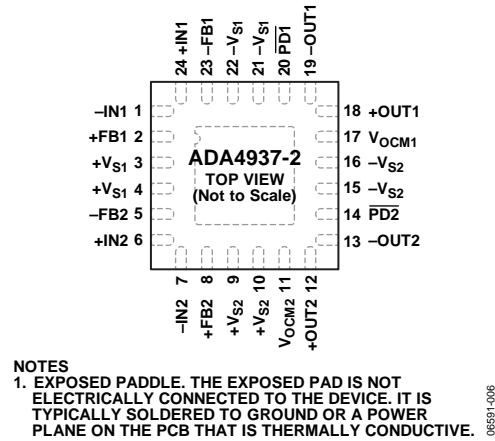 24 +IN1
23 –FB1
22 –VS1
21 –VS1
20 PD1
19 –OUT1
–IN1 1
+FB1 2
+VS1 3
+VS1 4
–FB2 5
+IN2 6
ADA4937-2
TOP VIEW
(Not to Scale)
18 +OUT1
17 VOCM1
16 –VS2
15 –VS2
14 PD2
13 –OUT2
–IN2 7
+FB2 8
+VS2 9
+VS2 10
VOCM2 11
+OUT2 12
NOTES
1. EXPOSED PADDLE. THE EXPOSED PAD IS NOT
ELECTRICALLY CONNECTED TO THE DEVICE. IT IS
TYPICALLY SOLDERED TO GROUND OR A POWER
PLANE ON THE PCB THAT IS THERMALLY CONDUCTIVE.
06591-006